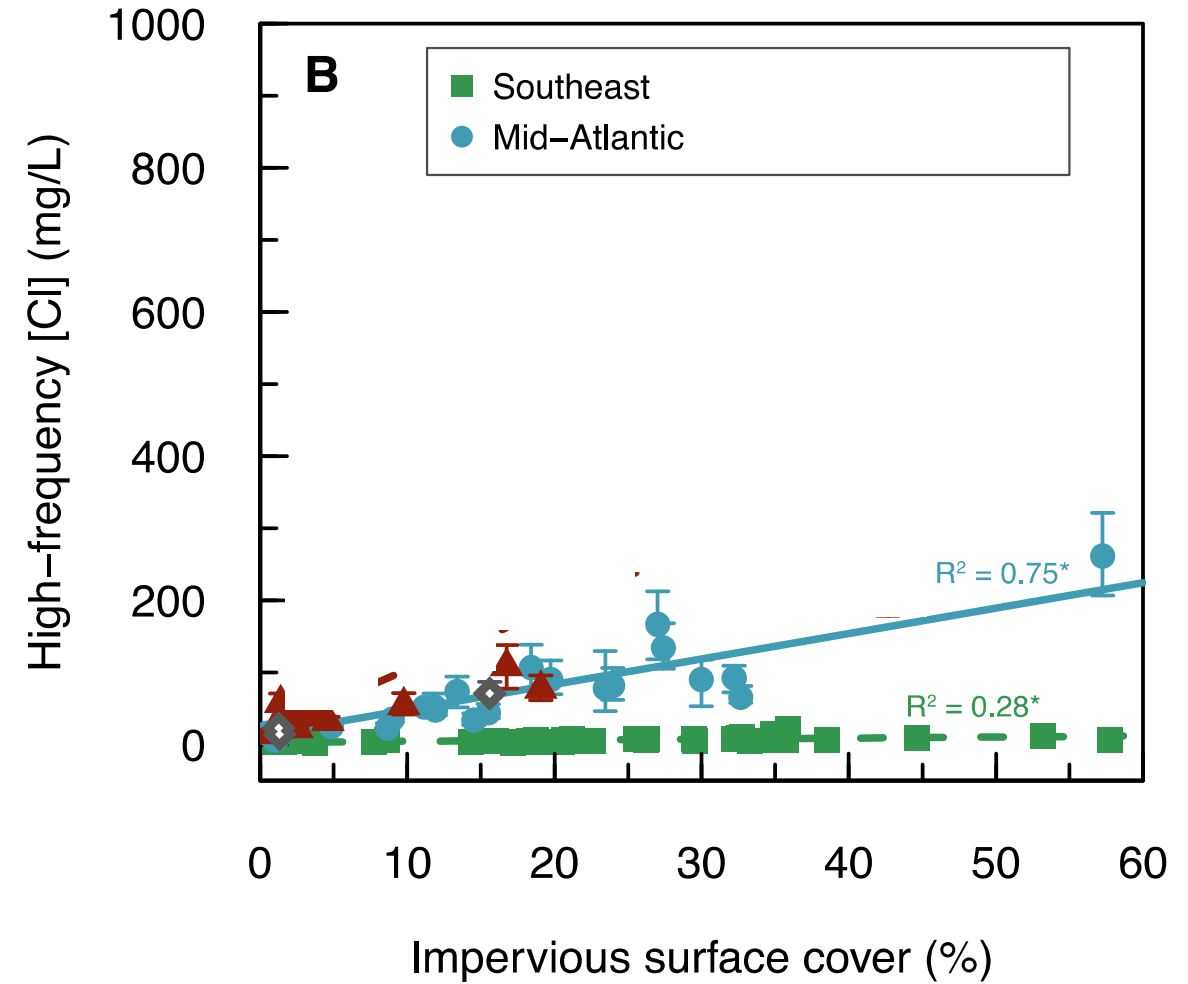 B
Southeast
Mid–Atlantic
High–frequency [Cl] (mg/L)
1000
800
600
400
200
0
R² = 0.75*
R² = 0.28*
0 10 20 30 40 50 60
Impervious surface cover (%)